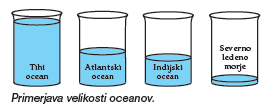 Tihi
ocean
Atlantski
ocean
Indijski
ocean
Severno
ledeno
morje
Primerjava velikosti oceanov.